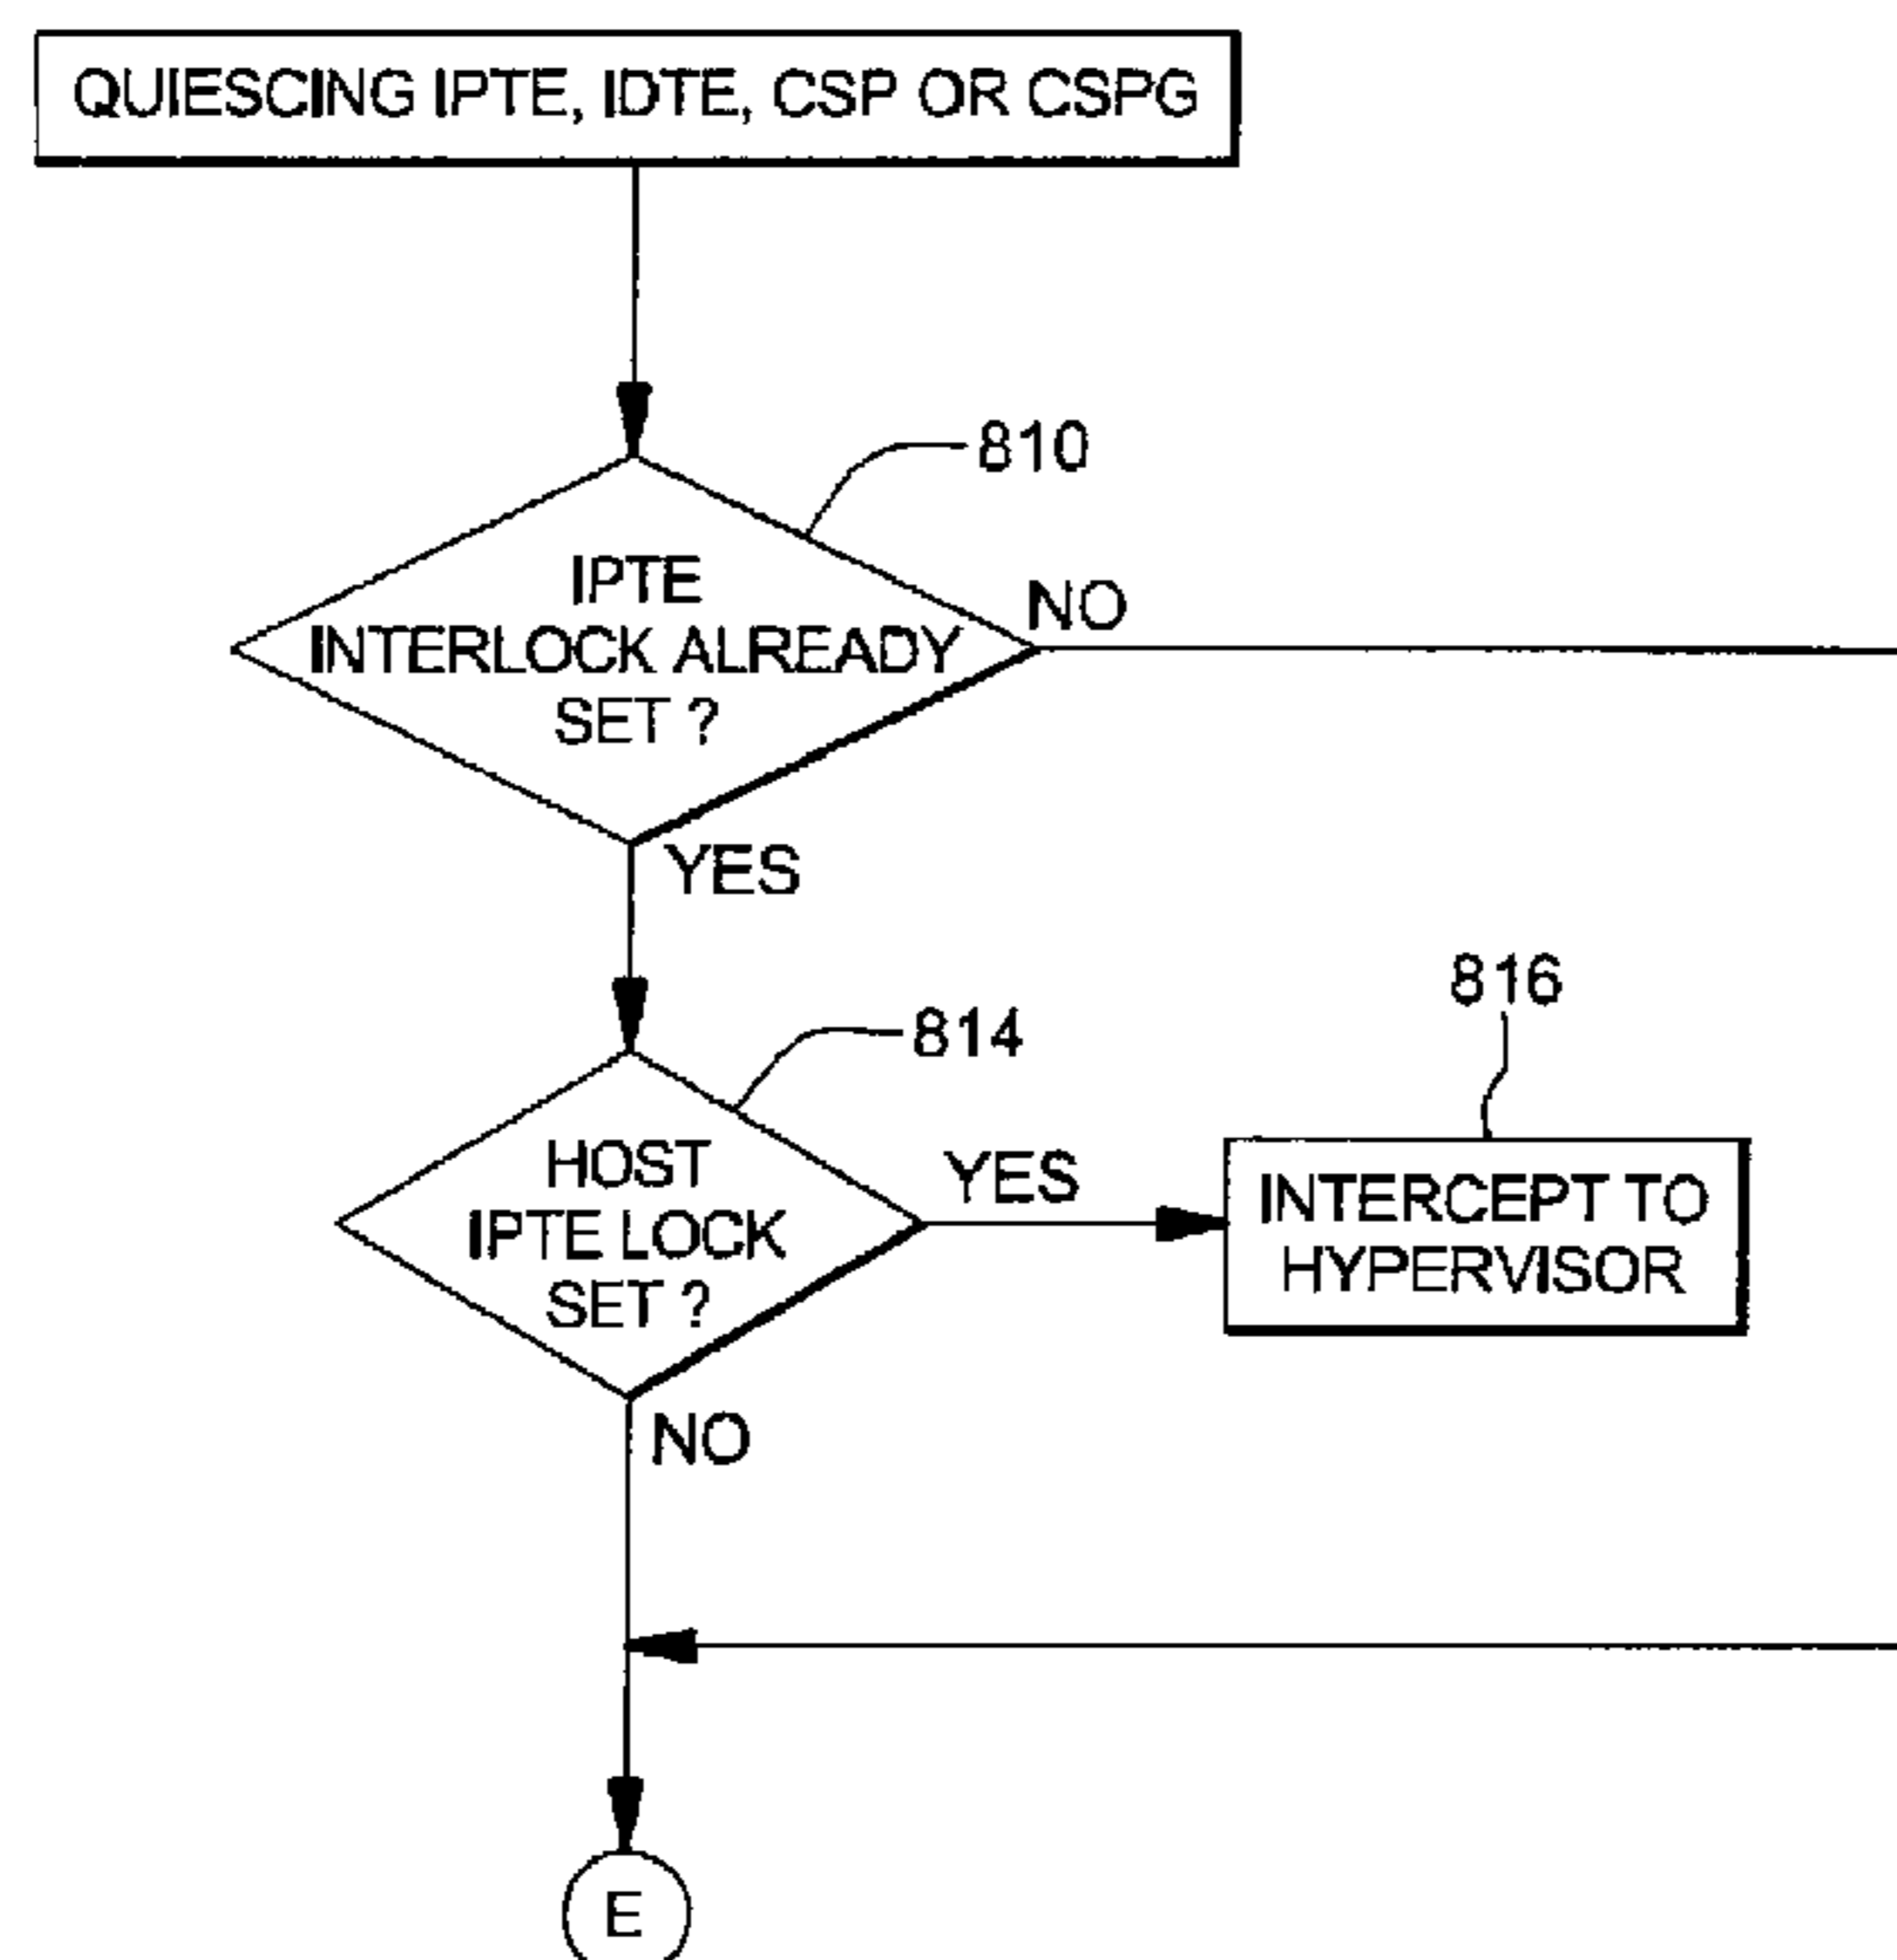 QUIESCING IPTE, IDTE, CSP OR CSPG
810
IPTE
INTERLOCK ALREADY
SET ?
NO
YES
814
816
HOST
IPTE LOCK
SET ?
YES
INTERCEPT TO
HYPERVISOR
NO
E